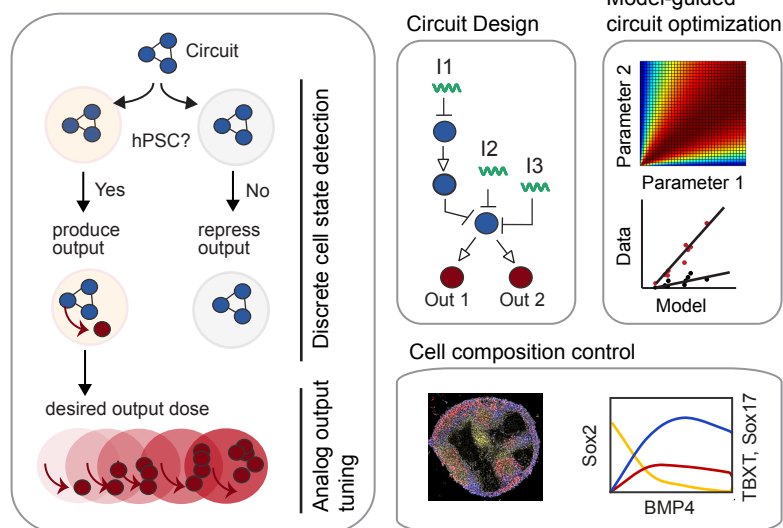 Circuit
hPSC?
Yes
No
produce
output
repress
output
Discrete cell state detection
desired output dose
Analog output
tuning
Circuit Design
I1
I2
I3
Out 1
Out 2
Model-guided
circuit optimization
Parameter 2
Parameter 1
Data
Model
Cell composition control
Sox2
BMP4
TBXT, Sox17